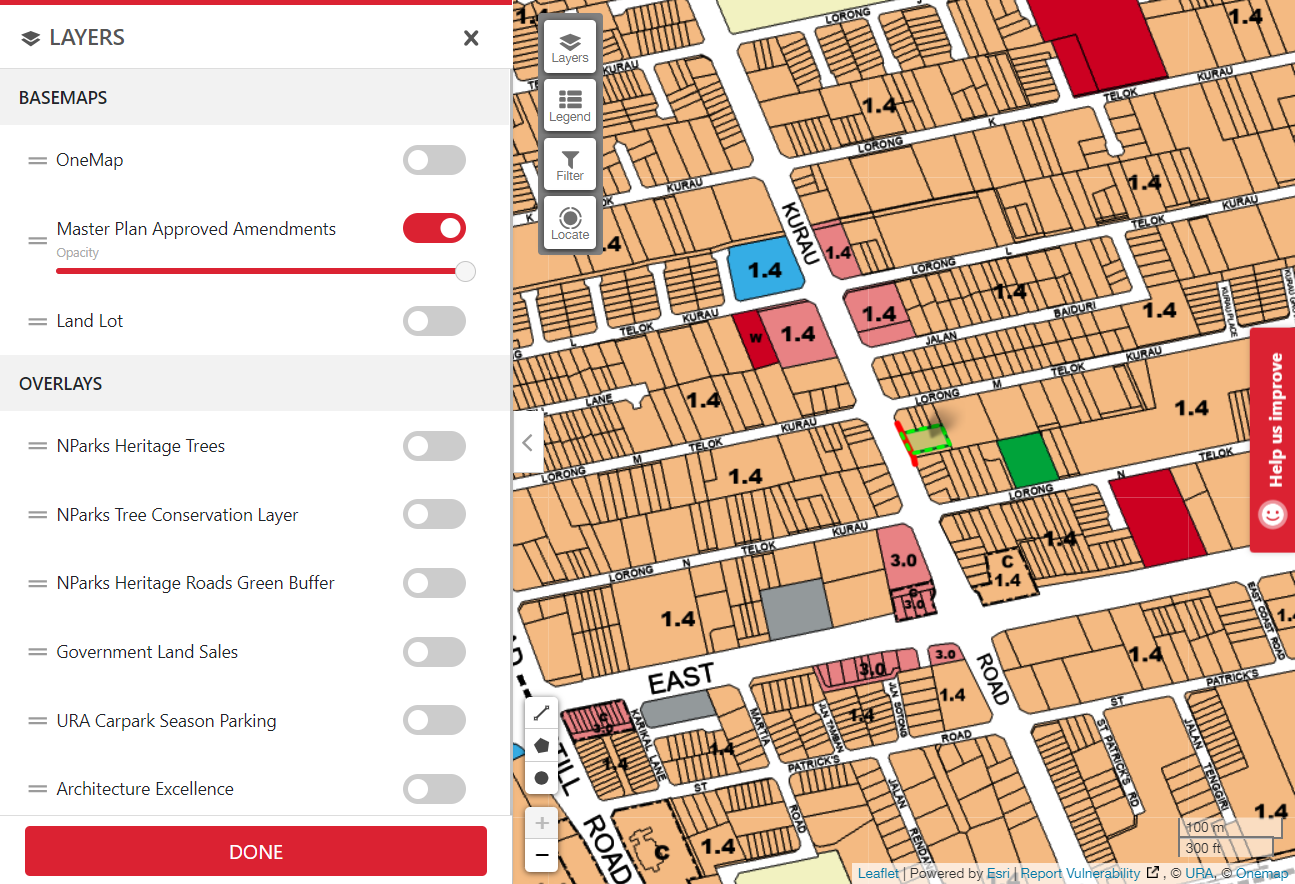 LAYERS
BASEMAPS
OneMap
Master Plan Approved Amendments
Opacity
Land Lot
OVERLAYS
NParks Heritage Trees
NParks Tree Conservation Layer
NParks Heritage Roads Green Buffer
Government Land Sales
URA Carpark Season Parking
Architecture Excellence
DONE
Layers
Legend
Filter
Locate
Help us improve
LORONG
1.4
KURAU
TELOK KURAU
1.4
LORONG K
KURAU
1.4
TELOK KURAU
K
KURAU
1.4
1.4
1.4
LORONG L
1.4
1.4
JALAN BAIDURI
1.4
KURAU PLACE
L TELOK KURAU
W
1.4
LORONG M TELOK KURAU
LANE
1.4
1.4
LORONG M TELOK KURAU
1.4
LORONG N TELOK
1.4
C
1.4
LORONG N TELOK KURAU
3.0
C
3.0
1.4
EAST
ROAD
3.0
3.0
1.4
1.4
EAST COAST ROAD
1.4
ST PATRICK'S ROAD
C
3.0
KARIKAL LANE
MARTIA ROAD
JLN TAMBAN
JLN SOTONG
1.4
1.4
1.4
ST PATRICK'S
ST PATRICK'S RD
JALAN TENGGIRI
JALAN
ROAD
C
1.4
1.4
100 m
300 ft
Leaflet | Powered by Esri | Report Vulnerability , © URA, © Onemap